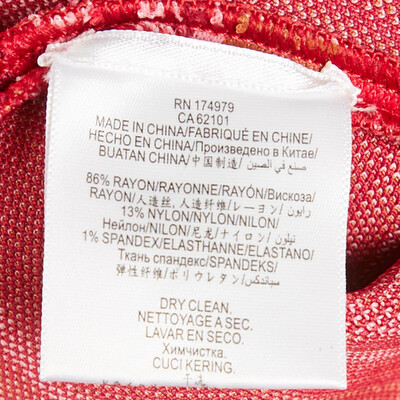 RN 174979
CA 62101
MADE IN CHINA/FABRIQUÉ EN CHINE/
HECHO EN CHINA/Произведено в Китае/
BUATAN CHINA/中国制造/ صنع في الصين/
86% RAYON/RAYONNE/RAYÓN/Вискоза/
RAYON/人造丝, 人造纤维/レーヨン/ رايون/
13% NYLON/NYLON/NILON/
Нейлон/NILON/尼龙/ナイロン/ نيلون/
1% SPANDEX/ELASTHANNE/ELASTANO/
Ткань спандекс/SPANDEKS/
弹性纤维/ポリウレタン/ سباندكس/
DRY CLEAN.
NETTOYAGE A SEC.
LAVAR EN SECO.
Химчистка.
CUCI KERING.